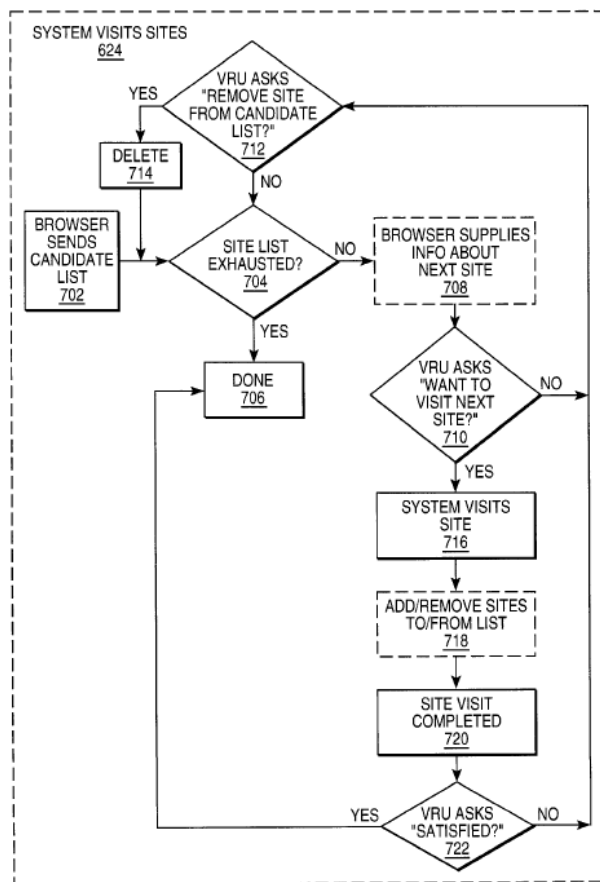 SYSTEM VISITS SITES
624
VRU ASKS
"REMOVE SITE
FROM CANDIDATE
LIST?"
712
YES
DELETE
714
NO
BROWSER
SENDS
CANDIDATE
LIST
702
SITE LIST
EXHAUSTED?
704
NO
BROWSER SUPPLIES
INFO ABOUT
NEXT SITE
708
YES
DONE
706
VRU ASKS
"WANT TO
VISIT NEXT
SITE?"
710
NO
YES
SYSTEM VISITS
SITE
716
ADD/REMOVE SITES
TO/FROM LIST
718
SITE VISIT
COMPLETED
720
YES
VRU ASKS
"SATISFIED?"
722
NO